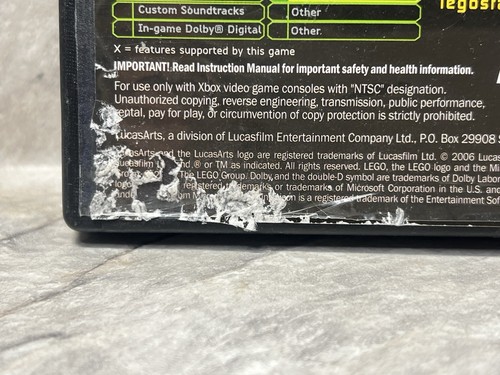 legosta
Custom Soundtracks Other
In-game Dolby® Digital Other
X = features supported by this game
IMPORTANT! Read Instruction Manual for important safety and health information.
For use only with Xbox video game consoles with "NTSC" designation.
Unauthorized copying, reverse engineering, transmission, public performance,
ental, pay for play, or circumvention of copy protection is strictly prohibited.
ucasArts, a division of Lucasfilm Entertainment Company Ltd., P.O. Box 29908 S
and the LucasArts logo are registered trademarks of Lucasfilm Ltd. © 2006 Lucas
nd ® or TM as indicated. All rights reserved. LEGO, the LEGO logo and the Mi
The LEGO Group. Dolby and the double-D symbol are trademarks of Dolby Labor
registered trademarks or trademarks of Microsoft Corporation in the U.S. and
is a registered trademark of the Entertainment Sof